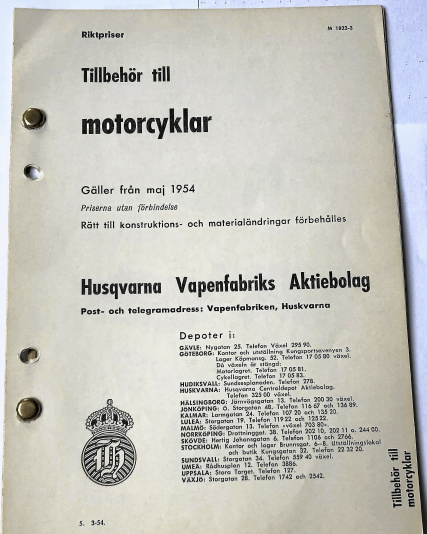 Riktpriser
M 1822-3
Tillbehör till
motorcyklar
Gäller från maj 1954
Priserna utan förbindelse
Rätt till konstruktions- och materialändringar förbehålles
Husqvarna Vapenfabriks Aktiebolag
Post- och telegramadress: Vapenfabriken, Huskvarna
Depoter i:
GÄVLE: Nygatan 25. Telefon Växel 295 90.
GÖTEBORG: Kontor och utställning Kungsportsavenyen 3.
Lager Köpmansg. 52. Telefon 17 05 80 växel.
Då växeln är stängd:
Motorlagret. Telefon 17 05 81.
Cykellagret. Telefon 17 05 83.
HUDIKSVALL: Sundsesplanaden. Telefon 278.
HUSKVARNA: Husqvarna Centraldepot Aktiebolag.
Telefon 325 00 växel.
HÄLSINGBORG: Järnvägsgatan 13. Telefon 200 30 växel.
JÖNKÖPING: Ö. Storgatan 48. Telefon 116 67 och 136 89.
KALMAR: Larmgatan 24. Telefon 107 20 och 135 20.
LULEÅ: Storgatan 19. Telefon 119 22 och 125 22.
MALMÖ: Södergatan 13. Telefon »växel 703 80».
NORRKÖPING: Drottningg. 38. Telefon 202 10, 202 11 o. 244 00.
SKÖVDE: Hertig Johansgatan 6. Telefon 1106 och 2766.
STOCKHOLM: Kontor och lager Brunnsgat. 6–8. Utställningslokal
och butik Kungsgatan 32. Telefon 22 32 20.
SUNDSVALL: Storgatan 34. Telefon 559 40 växel.
UMEÅ: Rådhusplan 12. Telefon 3886.
UPPSALA: Stora Torget. Telefon 127.
VÄXJÖ: Storgatan 28. Telefon 1742 och 2542.
5. 3-54.
Tillbehör till
motorcyklar